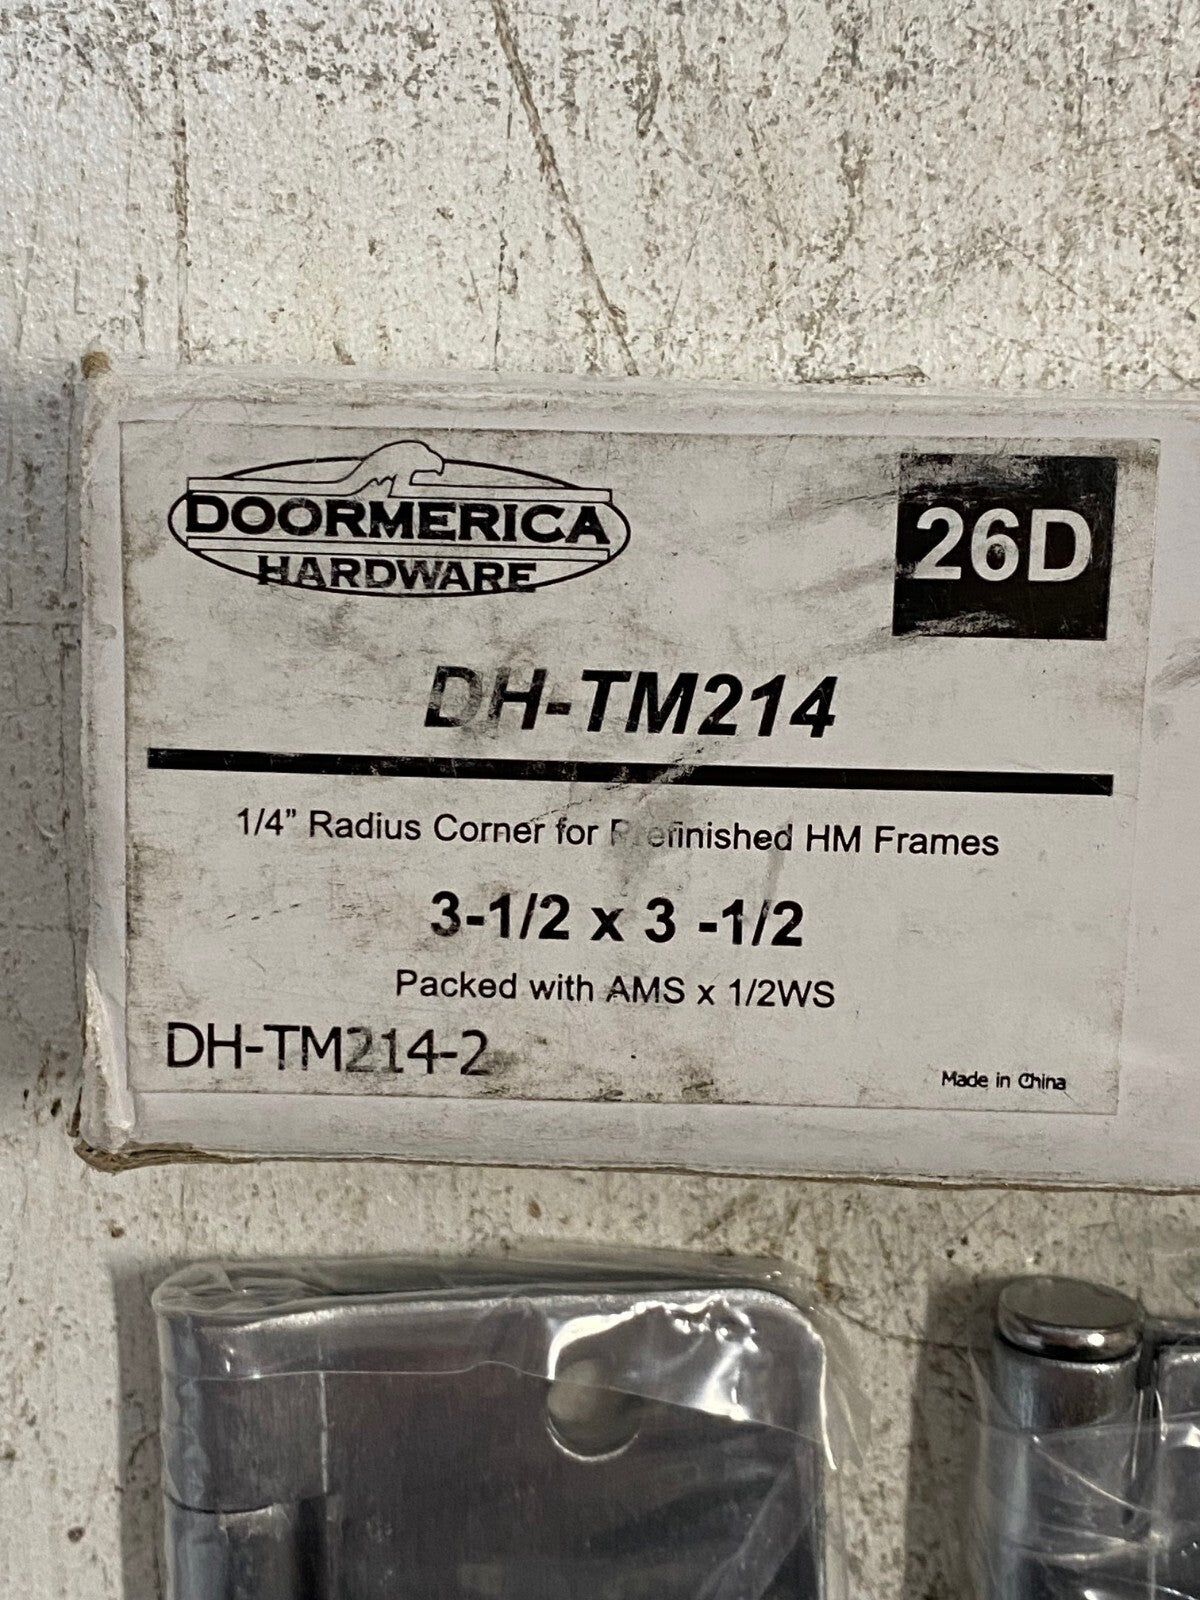 DOORMERICA
HARDWARE
26D
DH-TM214
1/4” Radius Corner for Prefinished HM Frames
3-1/2 x 3 -1/2
Packed with AMS x 1/2WS
DH-TM214-2
Made in China